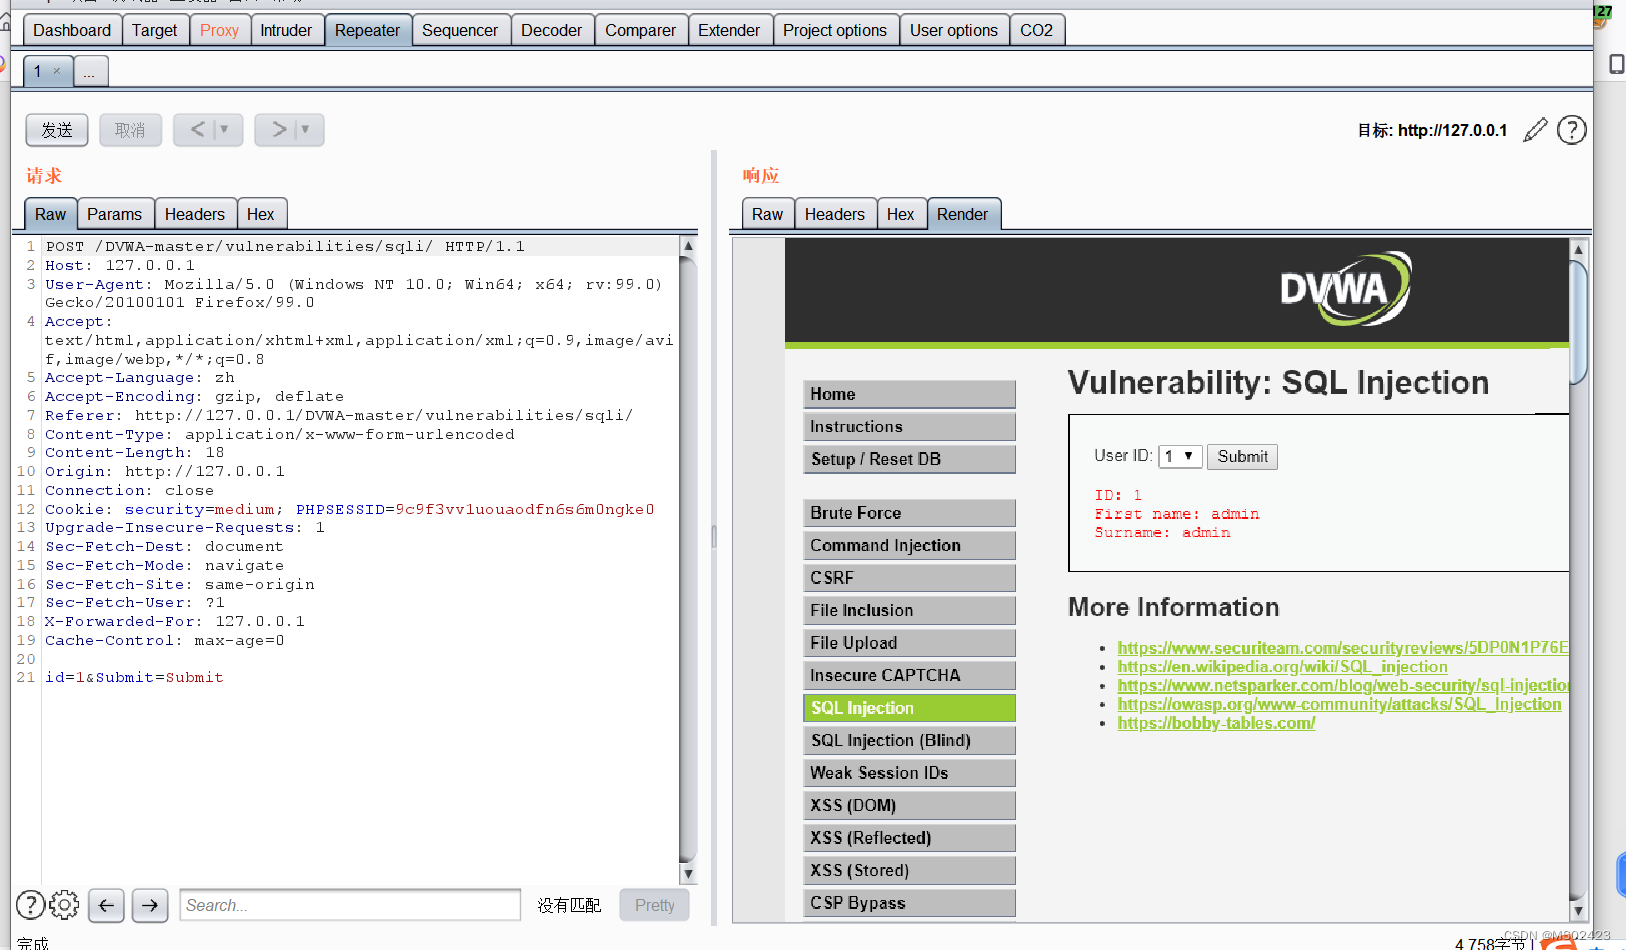 Dashboard Target Proxy Intruder Repeater Sequencer Decoder Comparer Extender Project options User options CO2
127
1 × ...
发送 取消 < ▼ > ▼
目标: http://127.0.0.1
请求
Raw Params Headers Hex
1 POST /DVWA-master/vulnerabilities/sqli/ HTTP/1.1
2 Host: 127.0.0.1
3 User-Agent: Mozilla/5.0 (Windows NT 10.0; Win64; x64; rv:99.0)
Gecko/20100101 Firefox/99.0
4 Accept:
text/html,application/xhtml+xml,application/xml;q=0.9,image/avi
f,image/webp,*/*;q=0.8
5 Accept-Language: zh
6 Accept-Encoding: gzip, deflate
7 Referer: http://127.0.0.1/DVWA-master/vulnerabilities/sqli/
8 Content-Type: application/x-www-form-urlencoded
9 Content-Length: 18
10 Origin: http://127.0.0.1
11 Connection: close
12 Cookie: security=medium; PHPSESSID=9c9f3vv1uouaodfn6s6m0ngke0
13 Upgrade-Insecure-Requests: 1
14 Sec-Fetch-Dest: document
15 Sec-Fetch-Mode: navigate
16 Sec-Fetch-Site: same-origin
17 Sec-Fetch-User: ?1
18 X-Forwarded-For: 127.0.0.1
19 Cache-Control: max-age=0
20
21 id=1&Submit=Submit
Search...
没有匹配
Pretty
完成
响应
Raw Headers Hex Render
DVWA
Home
Instructions
Setup / Reset DB
Brute Force
Command Injection
CSRF
File Inclusion
File Upload
Insecure CAPTCHA
SQL Injection
SQL Injection (Blind)
Weak Session IDs
XSS (DOM)
XSS (Reflected)
XSS (Stored)
CSP Bypass
Vulnerability: SQL Injection
User ID: 1 ▼ Submit
ID: 1
First name: admin
Surname: admin
More Information
https://www.securiteam.com/securityreviews/5DP0N1P76E
https://en.wikipedia.org/wiki/SQL_injection
https://www.netsparker.com/blog/web-security/sql-injection
https://owasp.org/www-community/attacks/SQL_Injection
https://bobby-tables.com/
4,758字节
CSDN @M902423